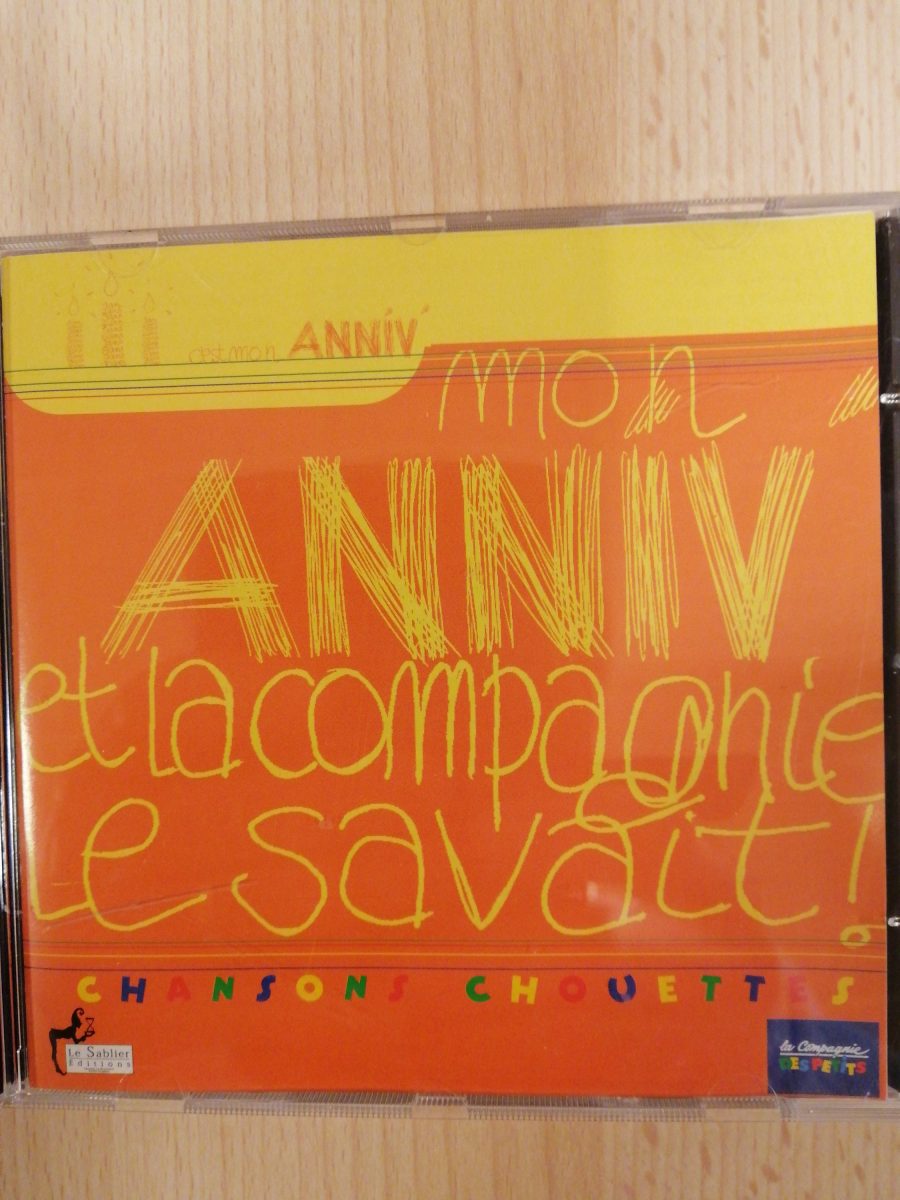 c'est mon ANNIV'
mon
ANNIV
et la compagnie
Le savait!
CHANSONS CHOUETTES
Le Sablier
Éditions
la Compagnie
DES PETITS